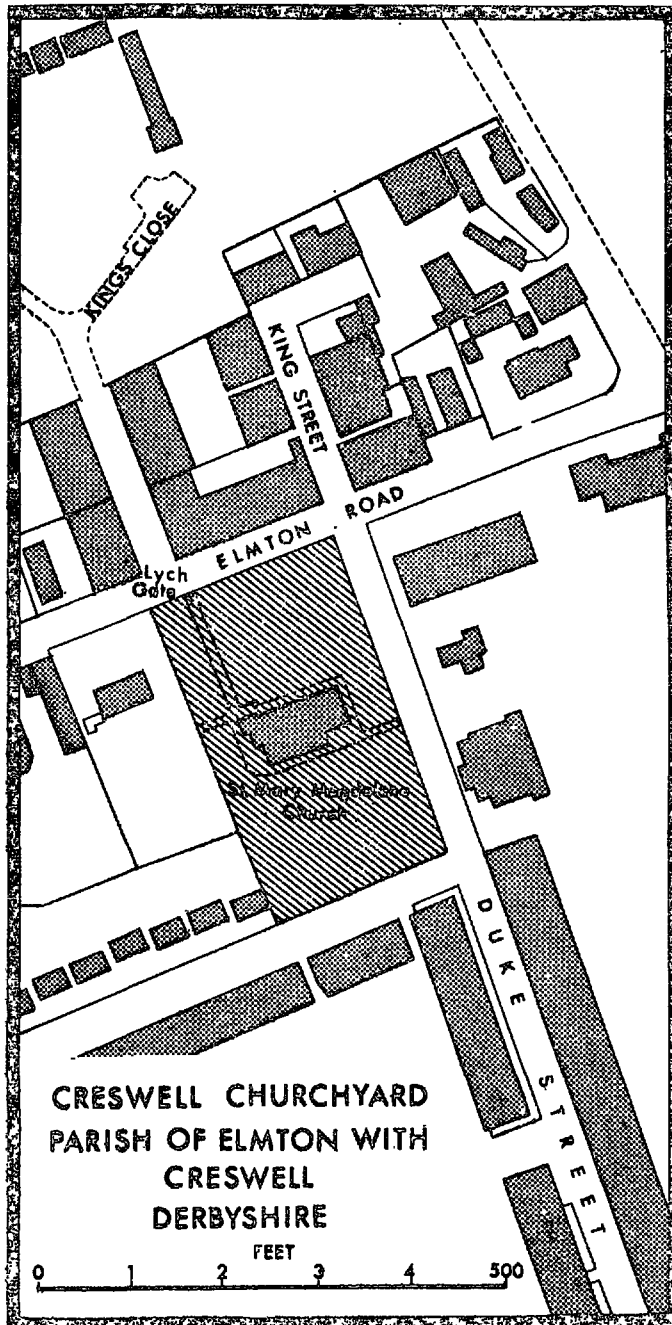 KINGS CLOSE
KING STREET
ELMTON ROAD
Lych
Gate
St. Mary Magdalene
Church
DUKE STREET
CRESWELL CHURCHYARD
PARISH OF ELMTON WITH
CRESWELL
DERBYSHIRE
FEET
0 1 2 3 4 500